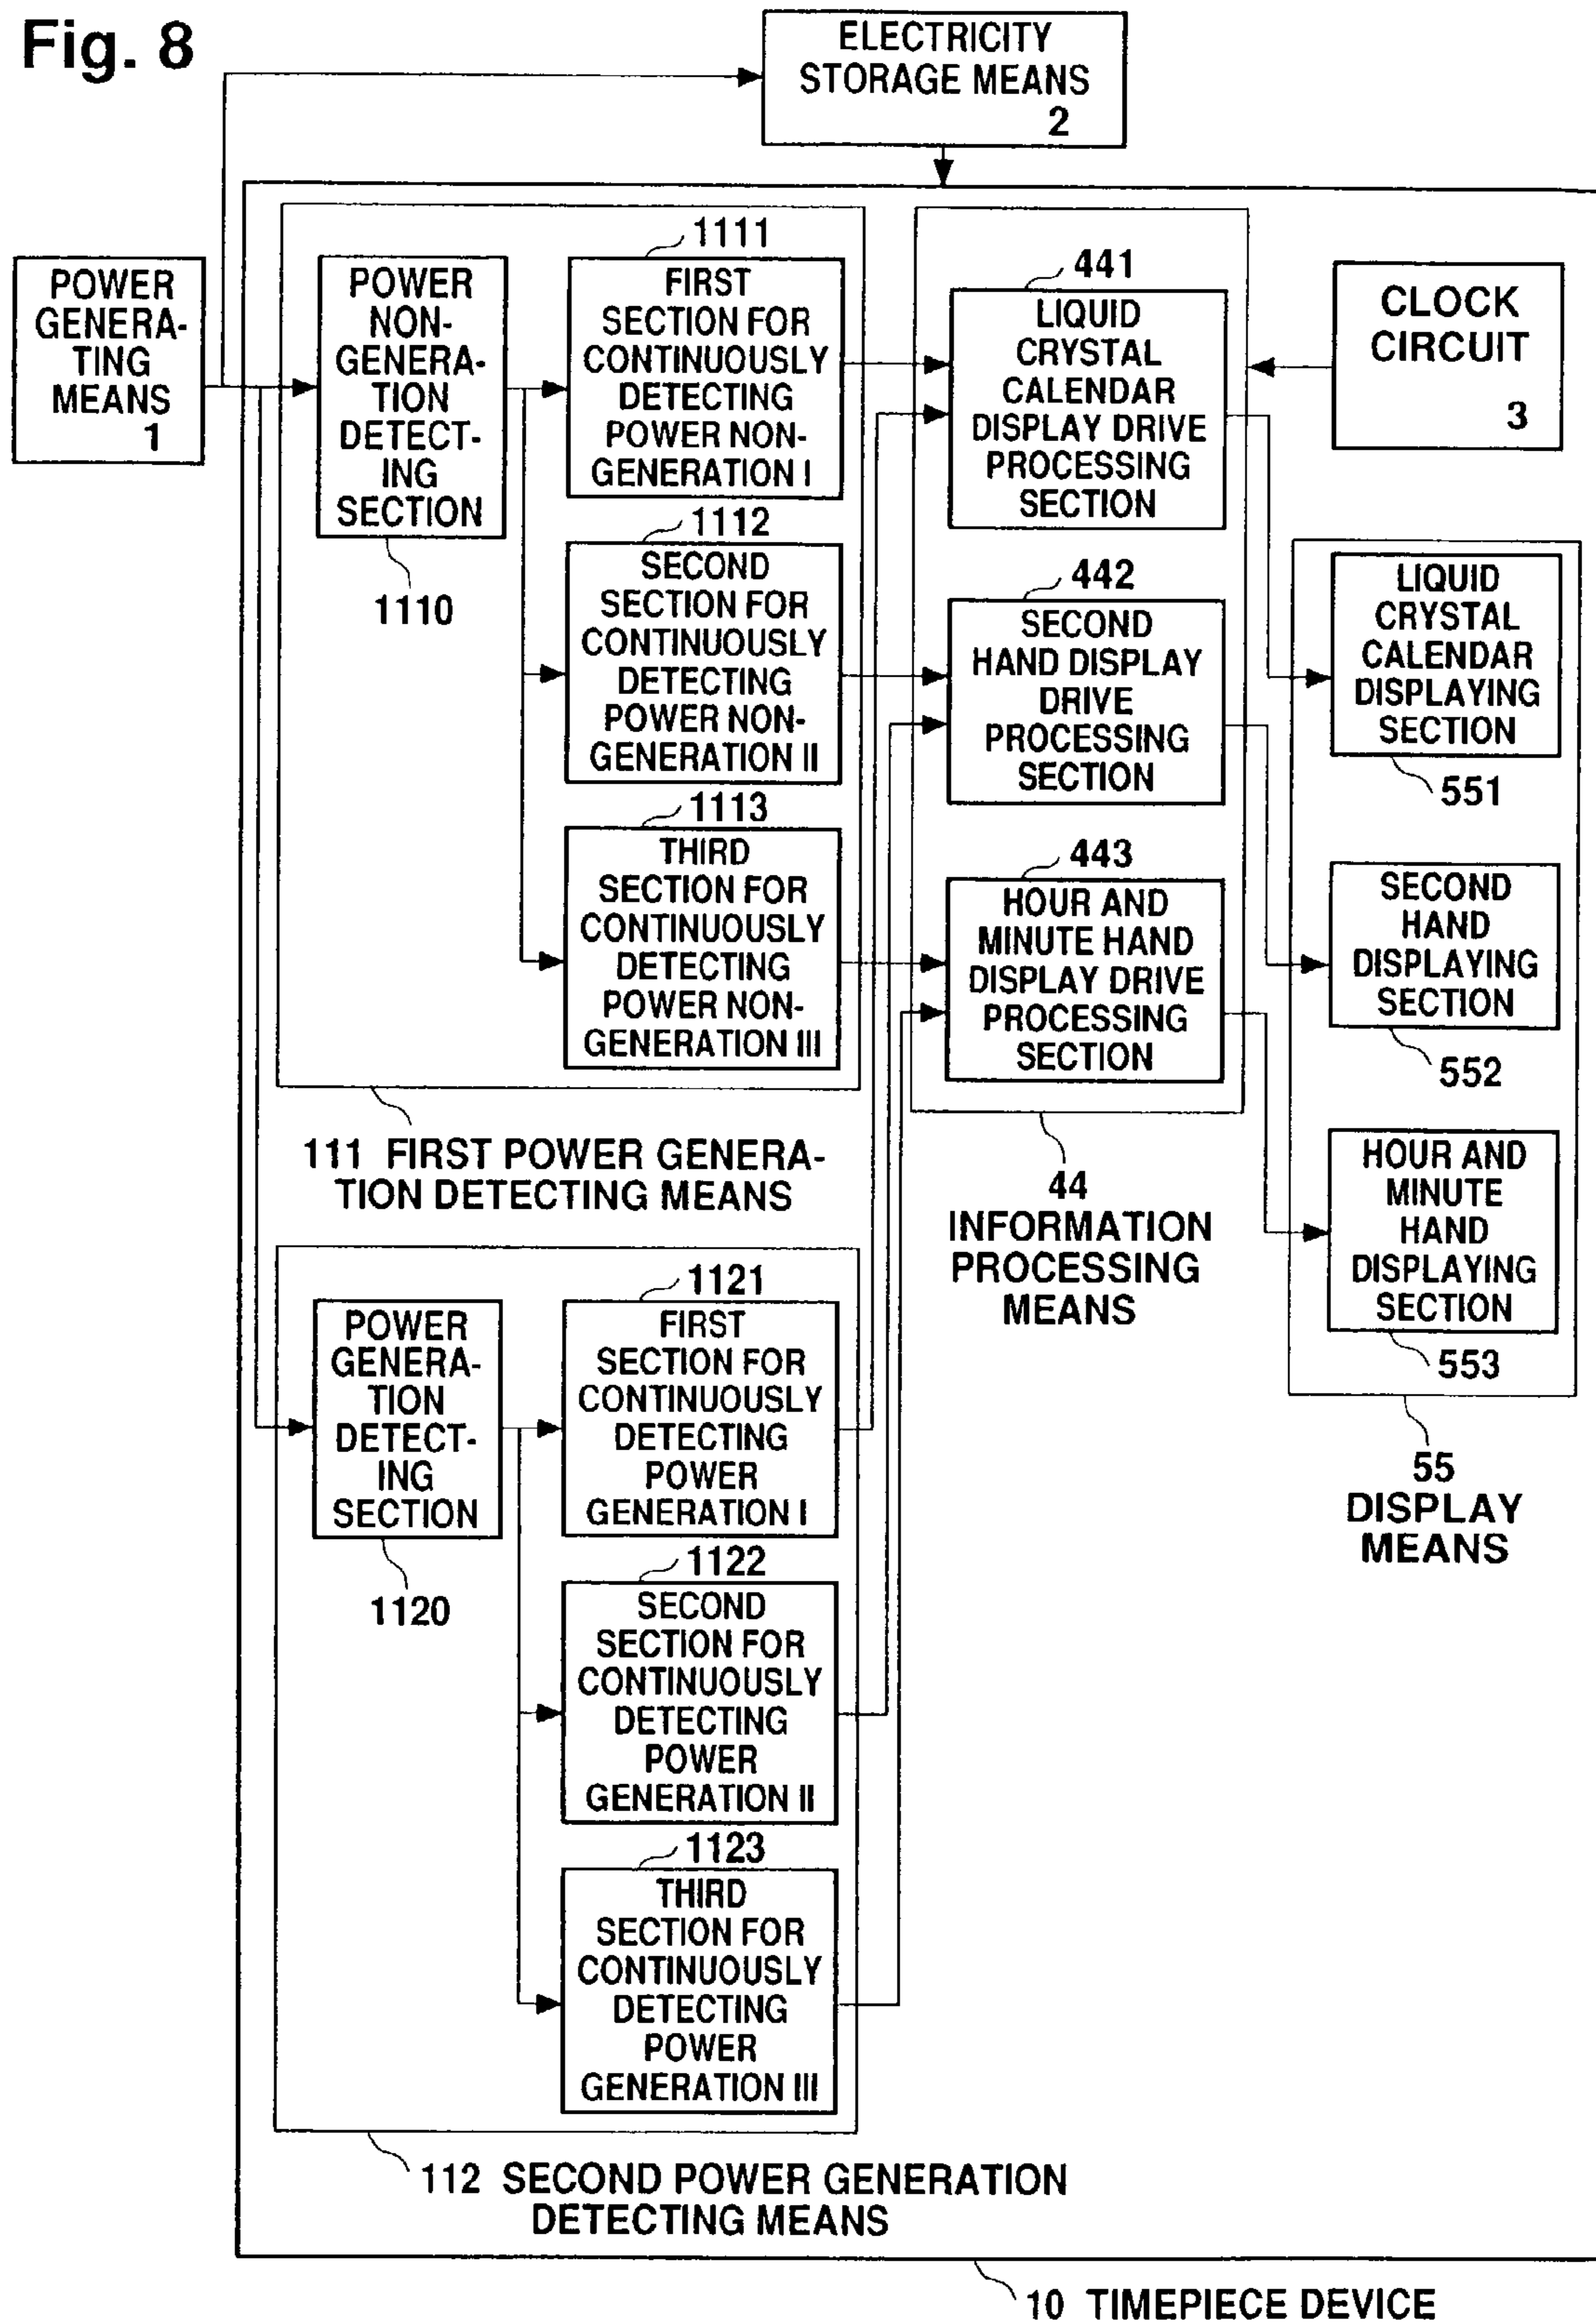 Fig. 8
ELECTRICITY
STORAGE MEANS
2
POWER
GENERA-
TING
MEANS
1
POWER
NON-
GENERA-
TION
DETECT-
ING
SECTION
1110
1111
FIRST
SECTION FOR
CONTINUOUSLY
DETECTING
POWER NON-
GENERATION I
1112
SECOND
SECTION FOR
CONTINUOUSLY
DETECTING
POWER NON-
GENERATION II
1113
THIRD
SECTION FOR
CONTINUOUSLY
DETECTING
POWER NON-
GENERATION III
111 FIRST POWER GENERA-
TION DETECTING MEANS
441
LIQUID
CRYSTAL
CALENDAR
DISPLAY DRIVE
PROCESSING
SECTION
442
SECOND
HAND DISPLAY
DRIVE
PROCESSING
SECTION
443
HOUR AND
MINUTE HAND
DISPLAY DRIVE
PROCESSING
SECTION
44
INFORMATION
PROCESSING
MEANS
CLOCK
CIRCUIT
3
LIQUID
CRYSTAL
CALENDAR
DISPLAYING
SECTION
551
SECOND
HAND
DISPLAYING
SECTION
552
HOUR AND
MINUTE
HAND
DISPLAYING
SECTION
553
55
DISPLAY
MEANS
POWER
GENERA-
TION
DETECT-
ING
SECTION
1120
1121
FIRST
SECTION FOR
CONTINUOUSLY
DETECTING
POWER
GENERATION I
1122
SECOND
SECTION FOR
CONTINUOUSLY
DETECTING
POWER
GENERATION II
1123
THIRD
SECTION FOR
CONTINUOUSLY
DETECTING
POWER
GENERATION III
112 SECOND POWER GENERATION
DETECTING MEANS
10 TIMEPIECE DEVICE